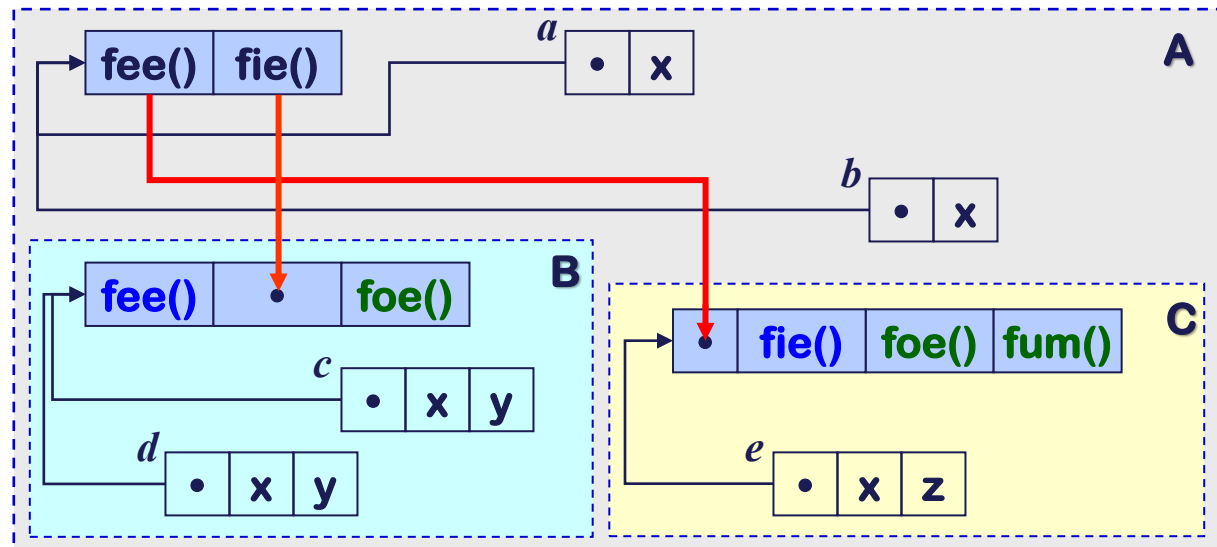 a
A
fee() fie()
x
b
x
B
fee() foe()
C
fie() foe() fum()
c
x y
d
x y
e
x z